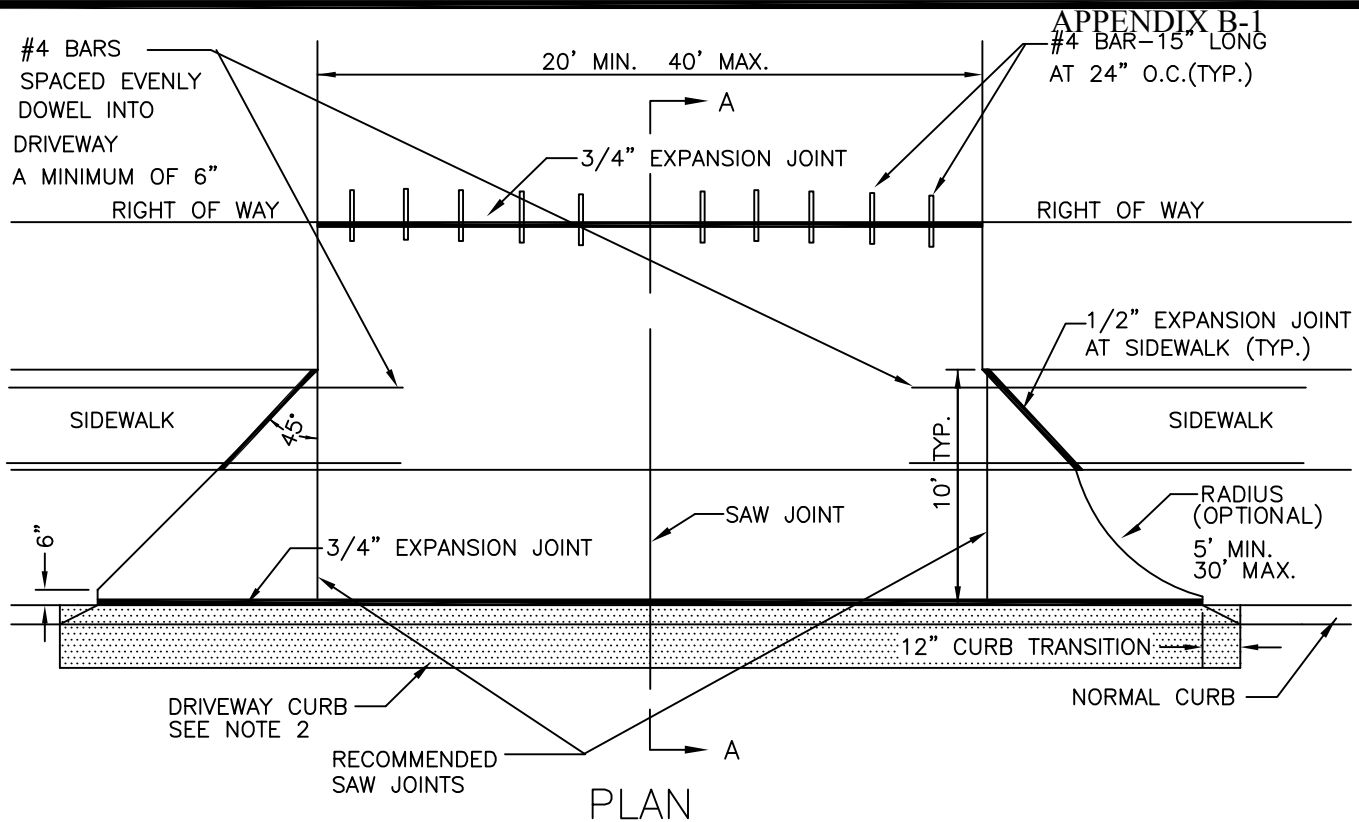 APPENDIX B-1
#4 BARS
SPACED EVENLY
DOWEL INTO
DRIVEWAY
A MINIMUM OF 6”
20’ MIN. 40’ MAX.
#4 BAR–15” LONG
AT 24” O.C.(TYP.)
A
3/4” EXPANSION JOINT
RIGHT OF WAY
RIGHT OF WAY
1/2” EXPANSION JOINT
AT SIDEWALK (TYP.)
SIDEWALK
45°
10’ TYP.
SIDEWALK
SAW JOINT
RADIUS
(OPTIONAL)
5’ MIN.
30’ MAX.
6”
3/4” EXPANSION JOINT
12” CURB TRANSITION
NORMAL CURB
DRIVEWAY CURB
SEE NOTE 2
RECOMMENDED
SAW JOINTS
A
PLAN